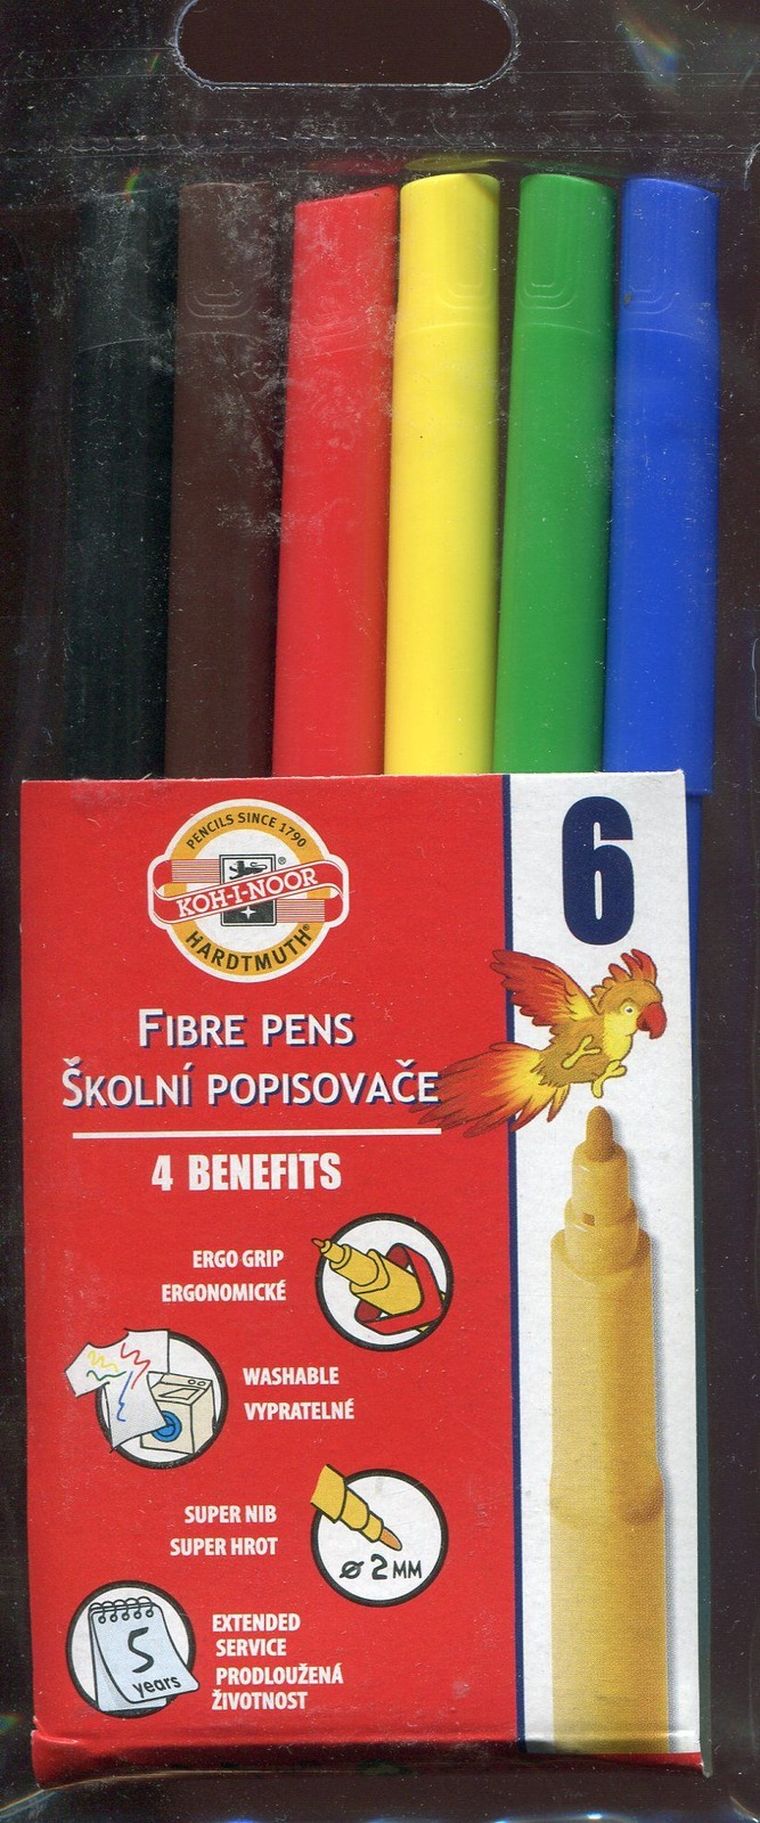 PENCILS SINCE 1790
KOH-I-NOOR
®
HARDTMUTH®
6
FIBRE PENS
ŠKOLNÍ POPISOVAČE
4 BENEFITS
ERGO GRIP
ERGONOMICKÉ
WASHABLE
VYPRATELNÉ
SUPER NIB
SUPER HROT
ø 2 MM
EXTENDED
SERVICE
PRODLOUŽENÁ
ŽIVOTNOST
5
years